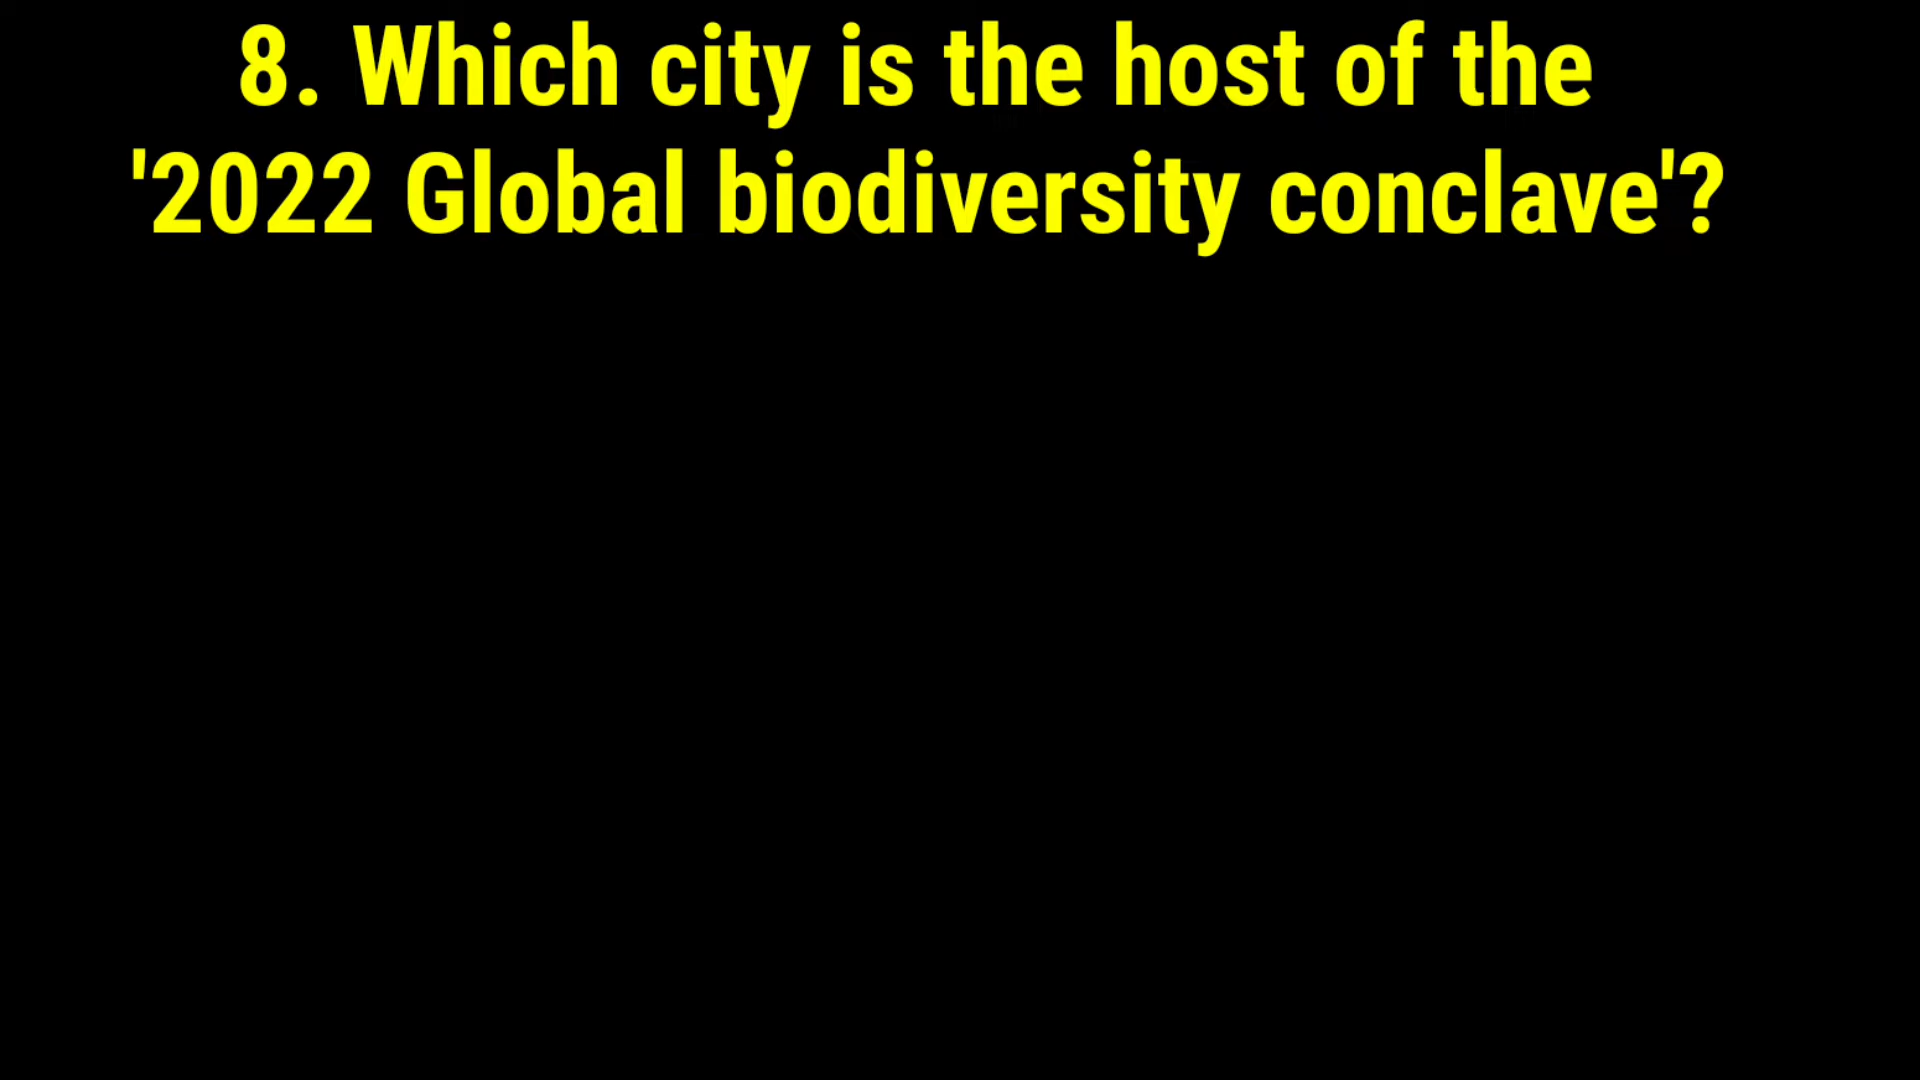 8. Which city is the host of the
'2022 Global biodiversity conclave'?